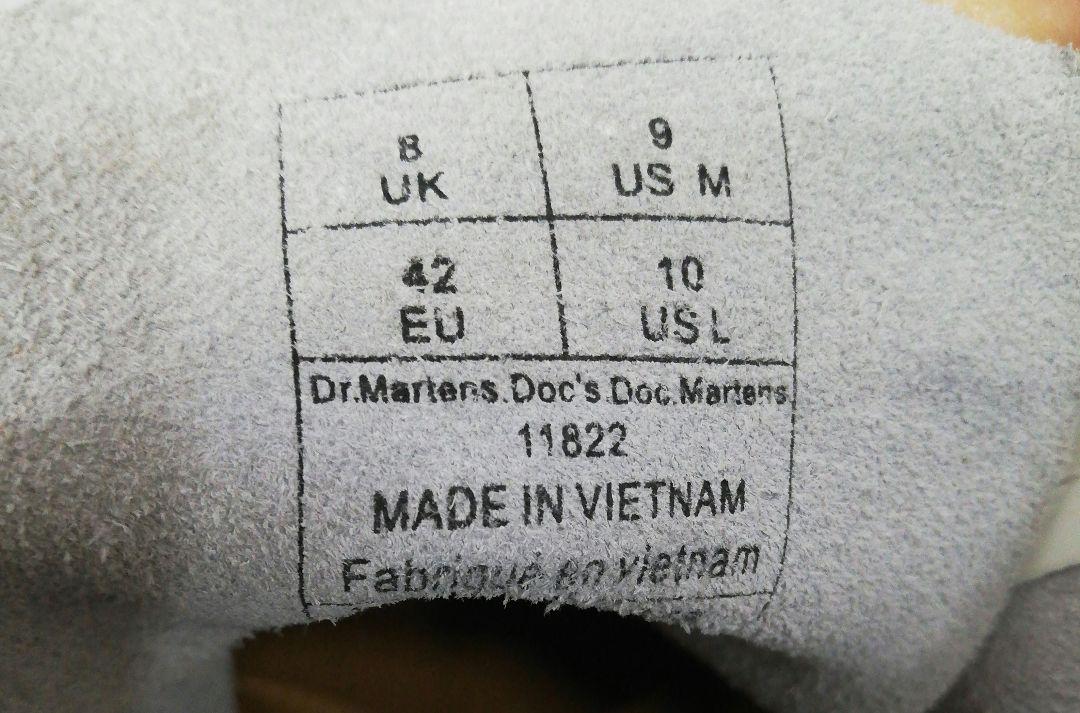 8 9
UK US M
42 10
EU US L
Dr.Martens.Doc's.Doc.Martens.
11822
MADE IN VIETNAM
Fabriqué en vietnam